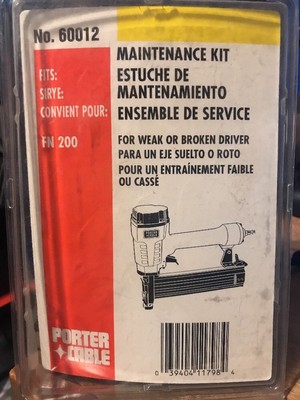 No. 60012
MAINTENANCE KIT
FITS: ESTUCHE DE
SIRVE: MANTENAMIENTO
CONVIENT POUR: ENSEMBLE DE SERVICE
FN 200
FOR WEAK OR BROKEN DRIVER
PARA UN EJE SUELTO O ROTO
POUR UN ENTRAÎNEMENT FAIBLE
OU CASSÉ
PORTER
CABLE
0 39404 11798 4